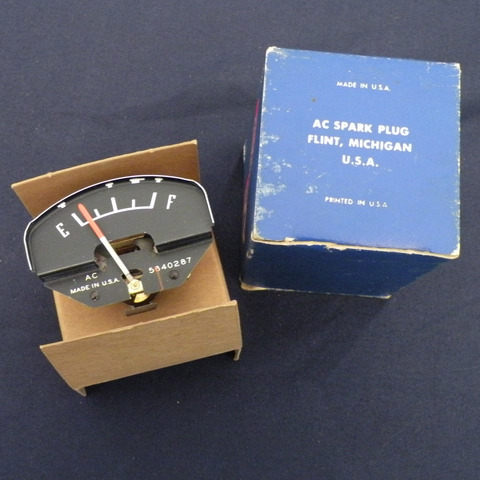 MADE IN U.S.A.
AC SPARK PLUG
FLINT, MICHIGAN
U.S.A.
PRINTED IN U S A
E F
AC 5640287
MADE IN U.S.A.